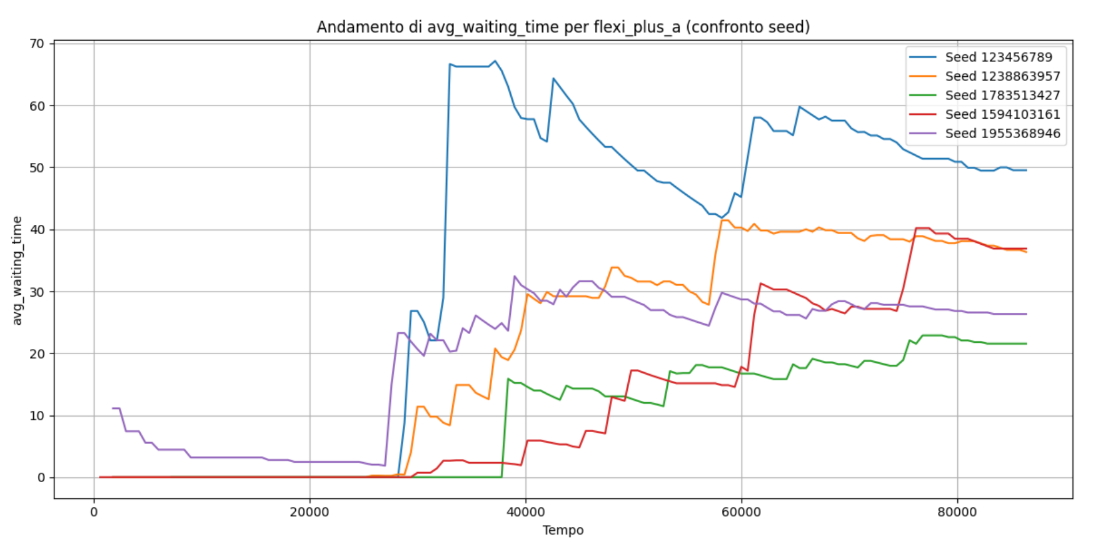 Andamento di avg_waiting_time per flexi_plus_a (confronto seed)
70
60
50
40
30
20
10
0
avg_waiting_time
Seed 123456789
Seed 1238863957
Seed 1783513427
Seed 1594103161
Seed 1955368946
0 20000 40000 60000 80000
Tempo